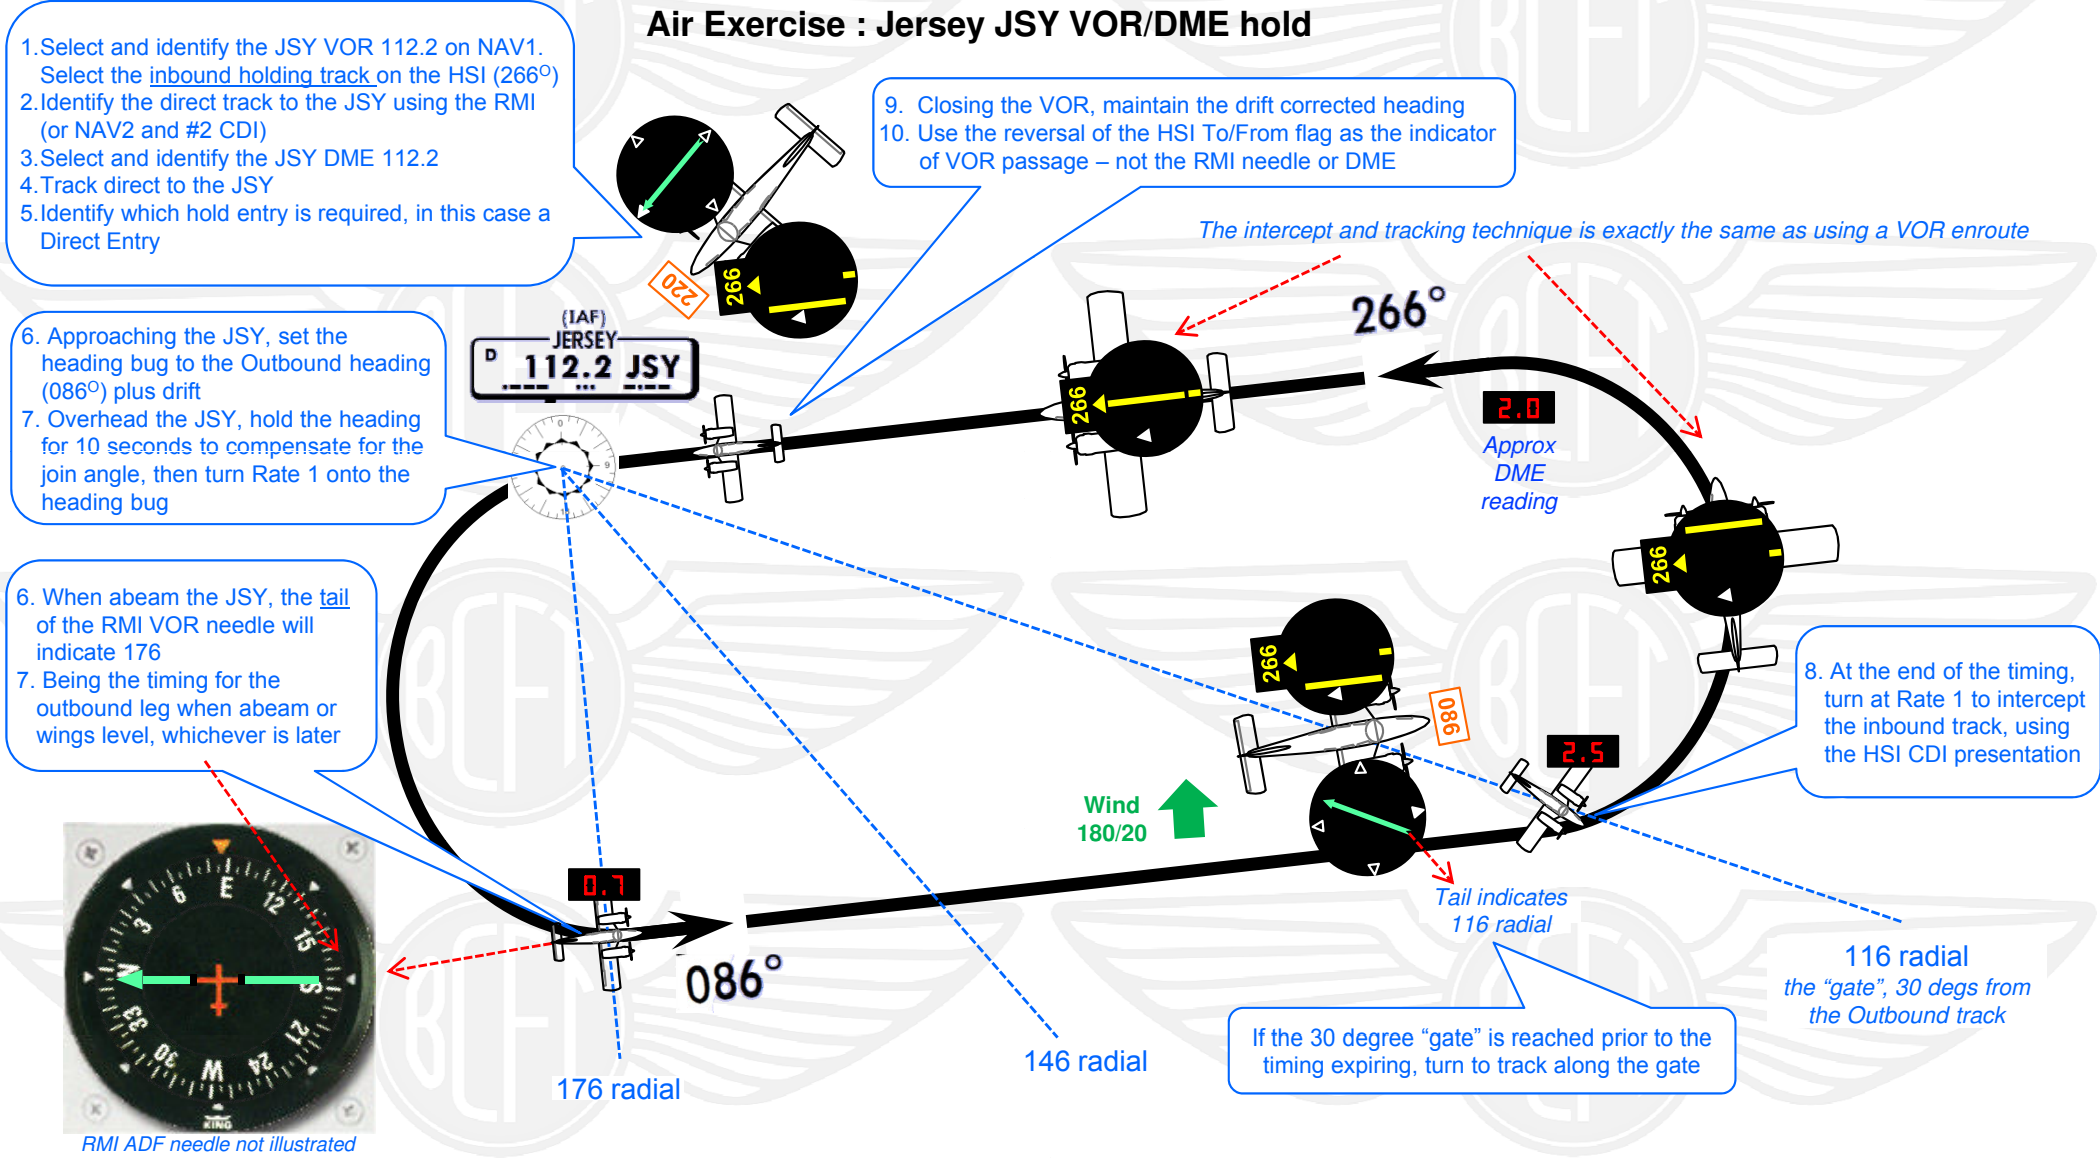 Air Exercise : Jersey JSY VOR/DME hold
1.Select and identify the JSY VOR 112.2 on NAV1.
Select the inbound holding track on the HSI (266O)
2.Identify the direct track to the JSY using the RMI
(or NAV2 and #2 CDI)
3.Select and identify the JSY DME 112.2
4.Track direct to the JSY
5.Identify which hold entry is required, in this case a
Direct Entry
220
266
9. Closing the VOR, maintain the drift corrected heading
10. Use the reversal of the HSI To/From flag as the indicator
of VOR passage – not the RMI needle or DME
The intercept and tracking technique is exactly the same as using a VOR enroute
6. Approaching the JSY, set the
heading bug to the Outbound heading
(086O) plus drift
7. Overhead the JSY, hold the heading
for 10 seconds to compensate for the
join angle, then turn Rate 1 onto the
heading bug
(IAF)
JERSEY
D 112.2 JSY
0
9
266
266°
2.0
Approx
DME
reading
266
6. When abeam the JSY, the tail
of the RMI VOR needle will
indicate 176
7. Being the timing for the
outbound leg when abeam or
wings level, whichever is later
266
086
Wind
180/20
2.5
8. At the end of the timing,
turn at Rate 1 to intercept
the inbound track, using
the HSI CDI presentation
0.7
086°
Tail indicates
116 radial
116 radial
the “gate”, 30 degs from
the Outbound track
If the 30 degree “gate” is reached prior to the
timing expiring, turn to track along the gate
146 radial
176 radial
N 3 6 E 12 15 S 21 24 W 30 33
KING
RMI ADF needle not illustrated